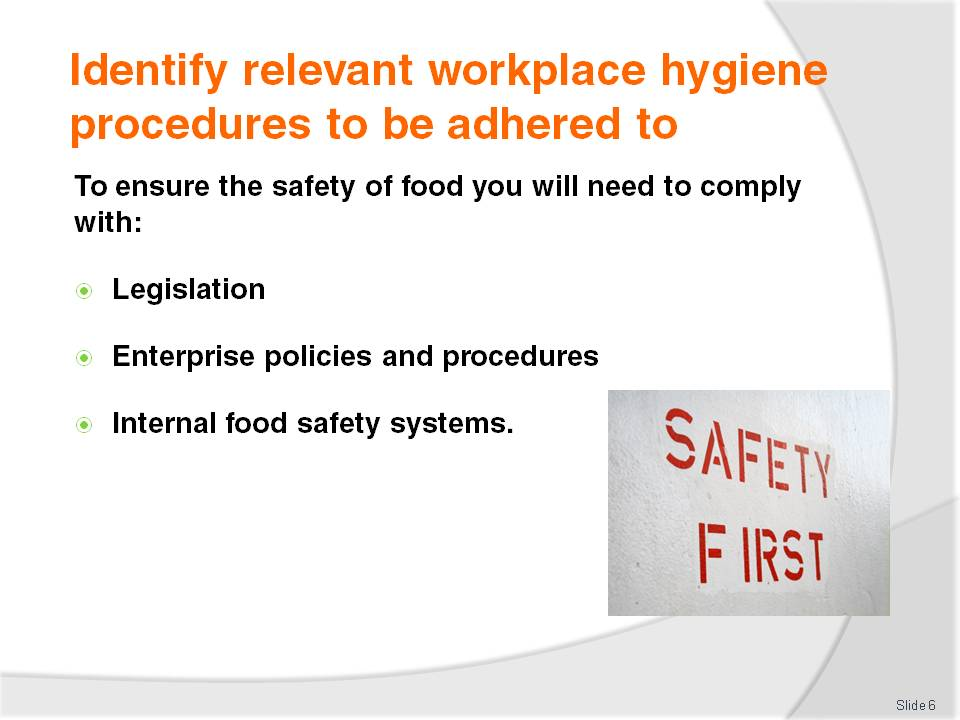 Identify relevant workplace hygiene
procedures to be adhered to
To ensure the safety of food you will need to comply
with:
Legislation
Enterprise policies and procedures
Internal food safety systems.
SAFETY
FIRST
Slide 6